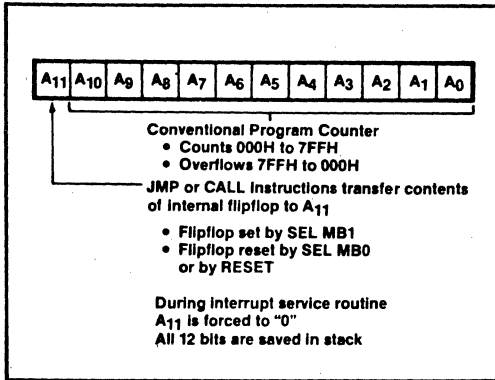 A11 A10 A9 A8 A7 A6 A5 A4 A3 A2 A1 A0
Conventional Program Counter
• Counts 000H to 7FFH
• Overflows 7FFH to 000H
JMP or CALL Instructions transfer contents
of internal flipflop to A11
• Flipflop set by SEL MB1
• Flipflop reset by SEL MB0
or by RESET
During interrupt service routine
A11 is forced to "0"
All 12 bits are saved in stack